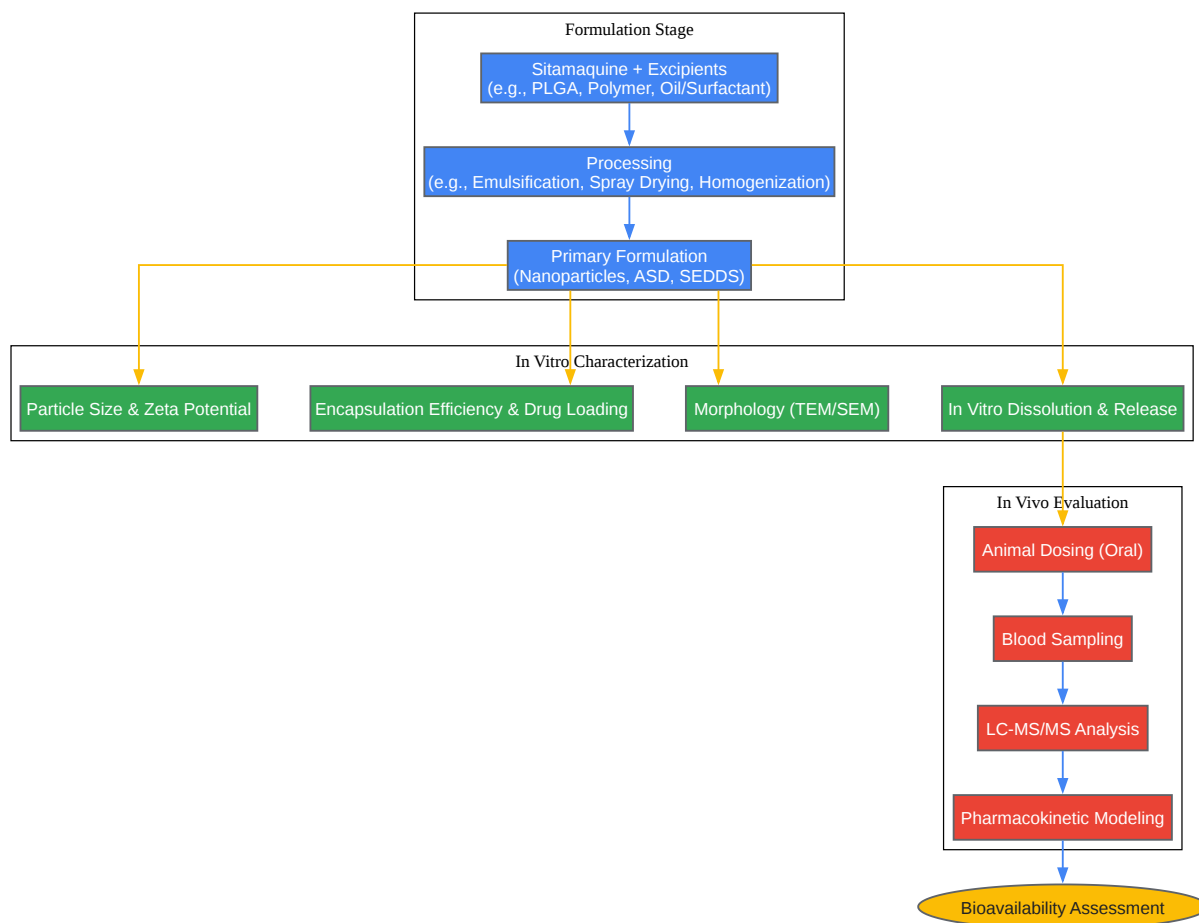 Formulation Stage
Sitamaquine + Excipients
(e.g., PLGA, Polymer, Oil/Surfactant)
Processing
(e.g., Emulsification, Spray Drying, Homogenization)
Primary Formulation
(Nanoparticles, ASD, SEDDS)
In Vitro Characterization
Particle Size & Zeta Potential
Encapsulation Efficiency & Drug Loading
Morphology (TEM/SEM)
In Vitro Dissolution & Release
In Vivo Evaluation
Animal Dosing (Oral)
Blood Sampling
LC-MS/MS Analysis
Pharmacokinetic Modeling
Bioavailability Assessment